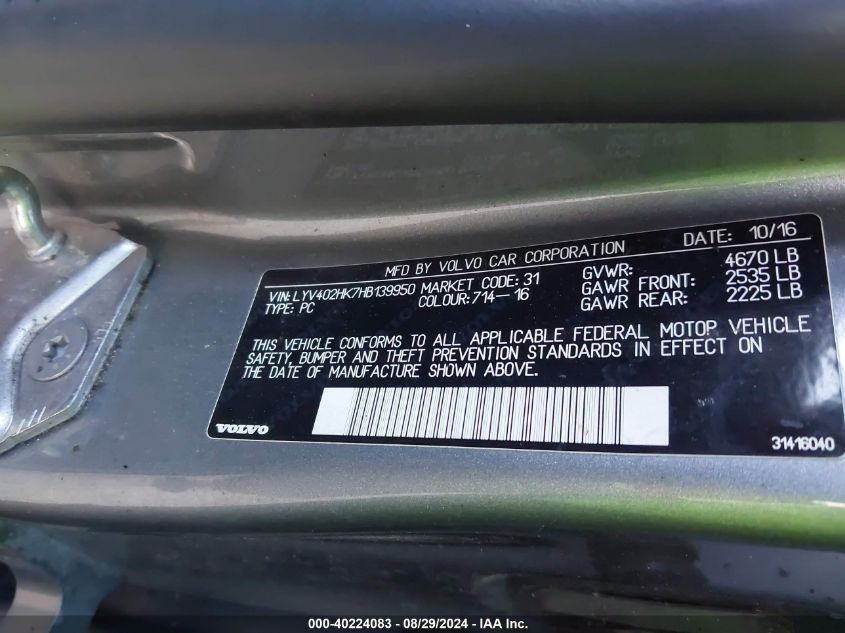 MFD BY VOLVO CAR CORPORATION DATE: 10/16
VIN: LYV402HK7HB139950 MARKET CODE: 31 GVWR: 4670 LB
TYPE: PC COLOUR: 714-16 GAWR FRONT: 2535 LB
GAWR REAR: 2225 LB
THIS VEHICLE CONFORMS TO ALL APPLICABLE FEDERAL MOTOR VEHICLE
SAFETY, BUMPER AND THEFT PREVENTION STANDARDS IN EFFECT ON
THE DATE OF MANUFACTURE SHOWN ABOVE.
VOLVO 31416040
000-40224083 / 08/29/2024 - IAA Inc.